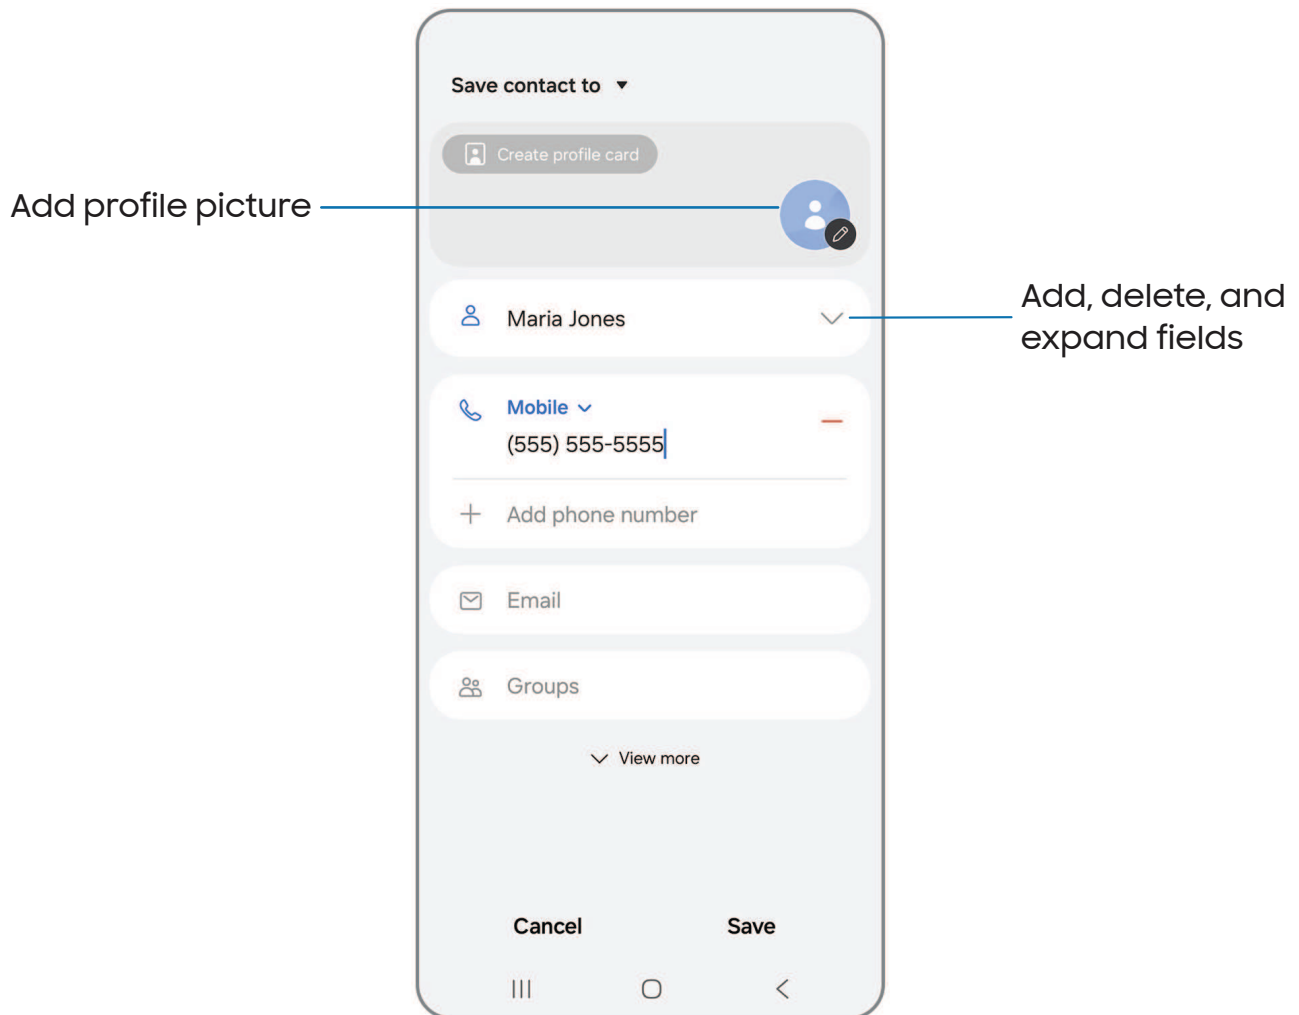 Save contact to
Create profile card
Add profile picture
Maria Jones
Add, delete, and
expand fields
Mobile
(555) 555-5555
Add phone number
Email
Groups
View more
Cancel
Save